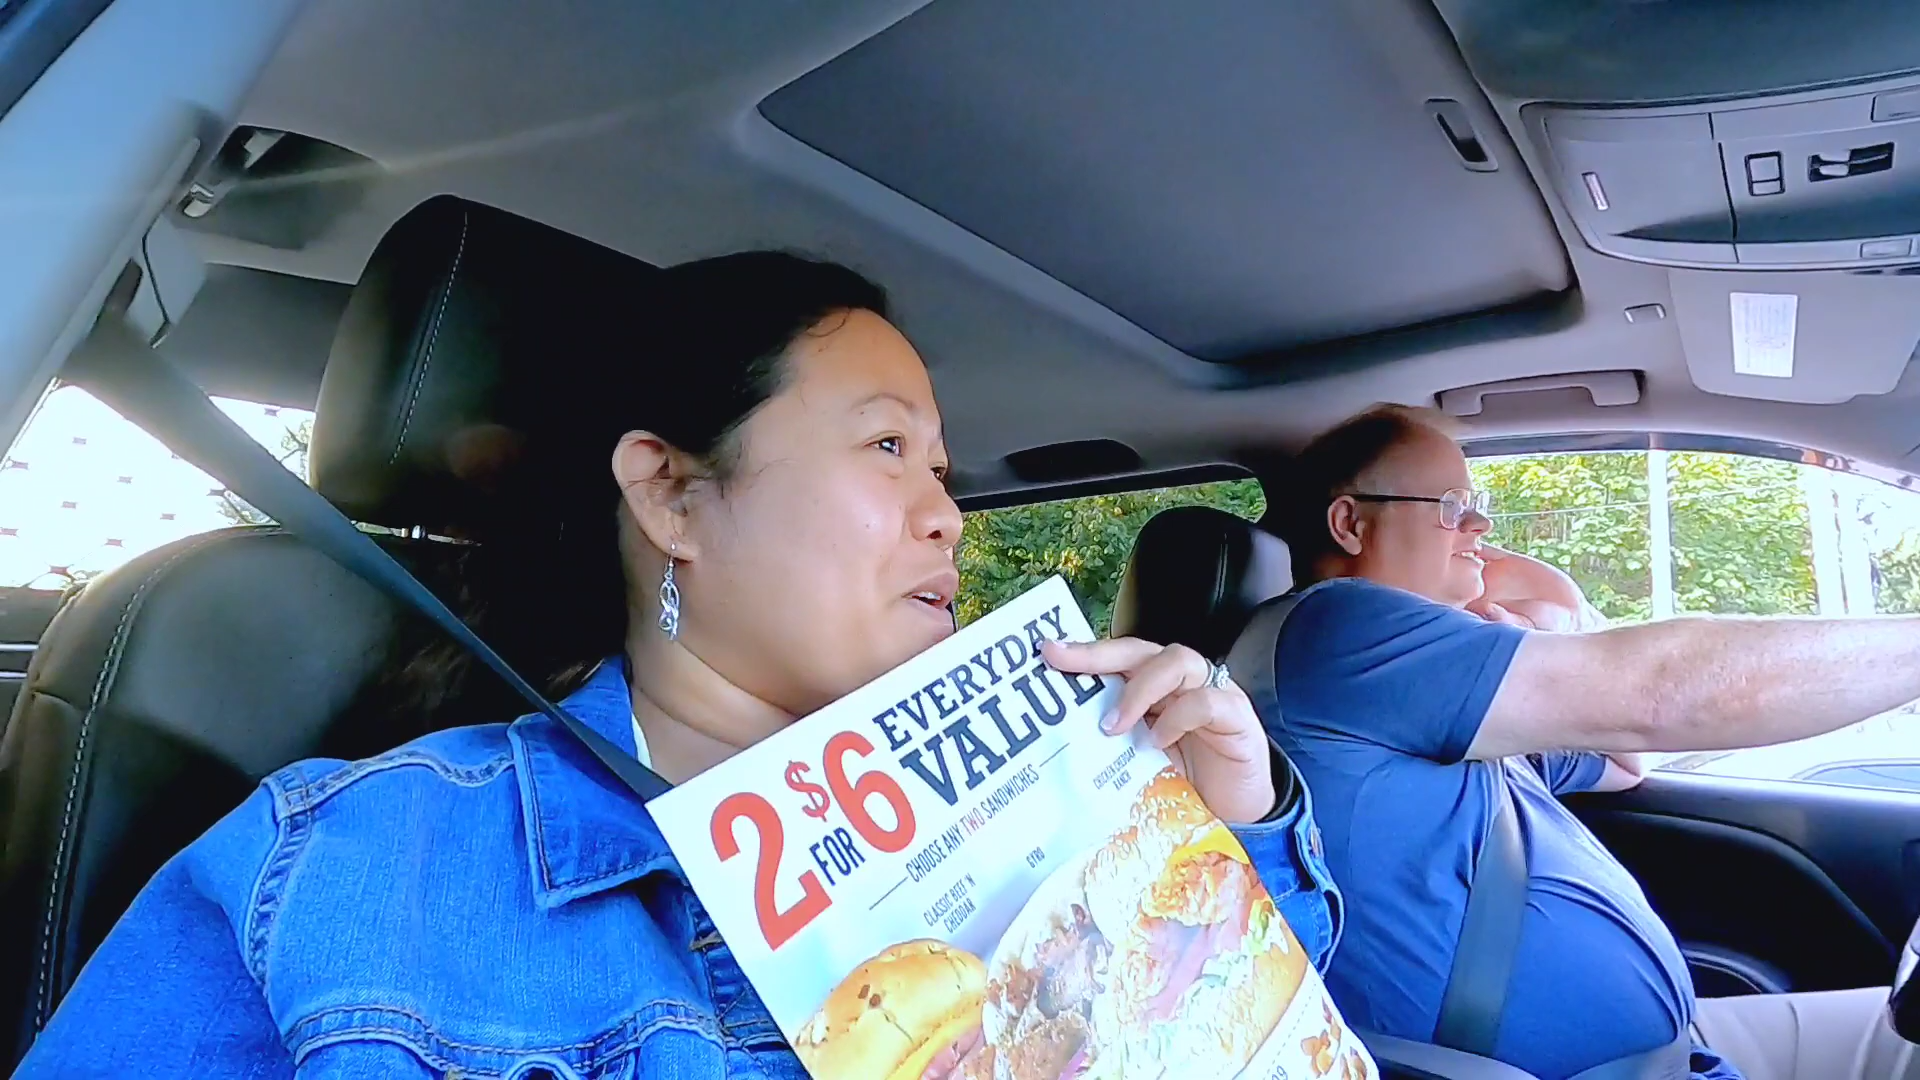 2 FOR $6
EVERYDAY
VALUE
CHOOSE ANY TWO SANDWICHES
CLASSIC BEEF 'N
CHEDDAR
GYRO
CHICKEN CHEDDAR
RANCH